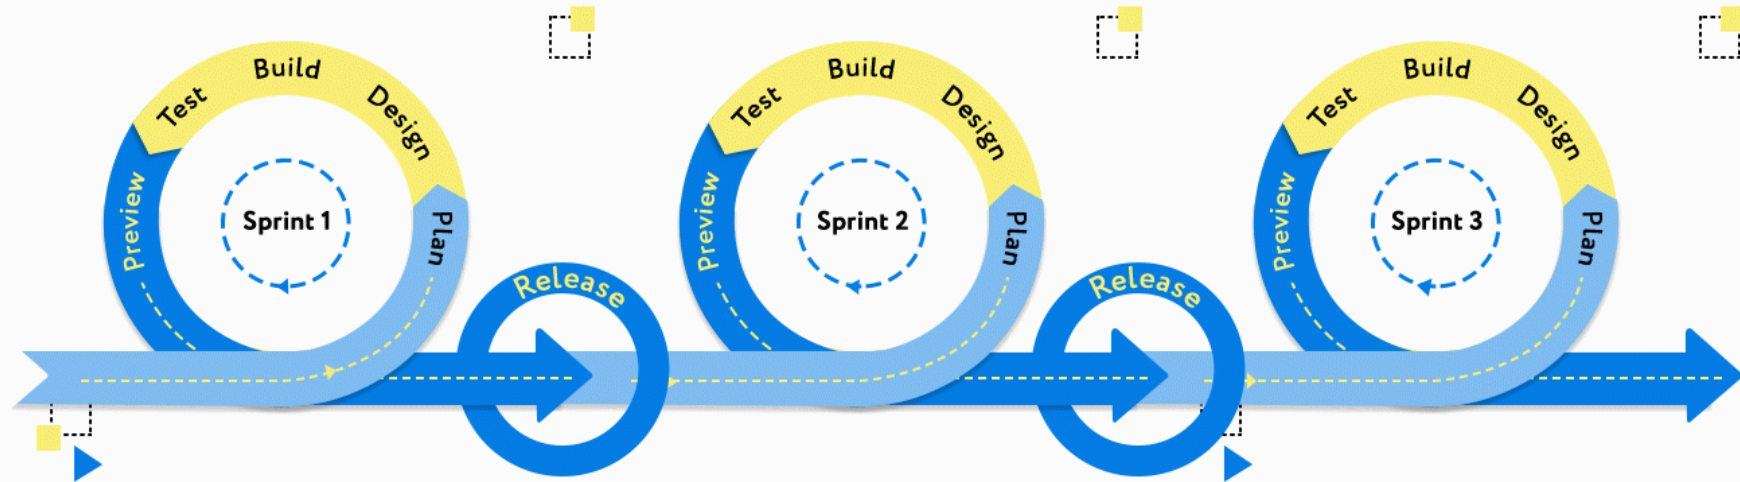 Build
Test
Design
Preview
Sprint 1
Plan
Release
Build
Test
Design
Preview
Sprint 2
Plan
Release
Build
Test
Design
Preview
Sprint 3
Plan